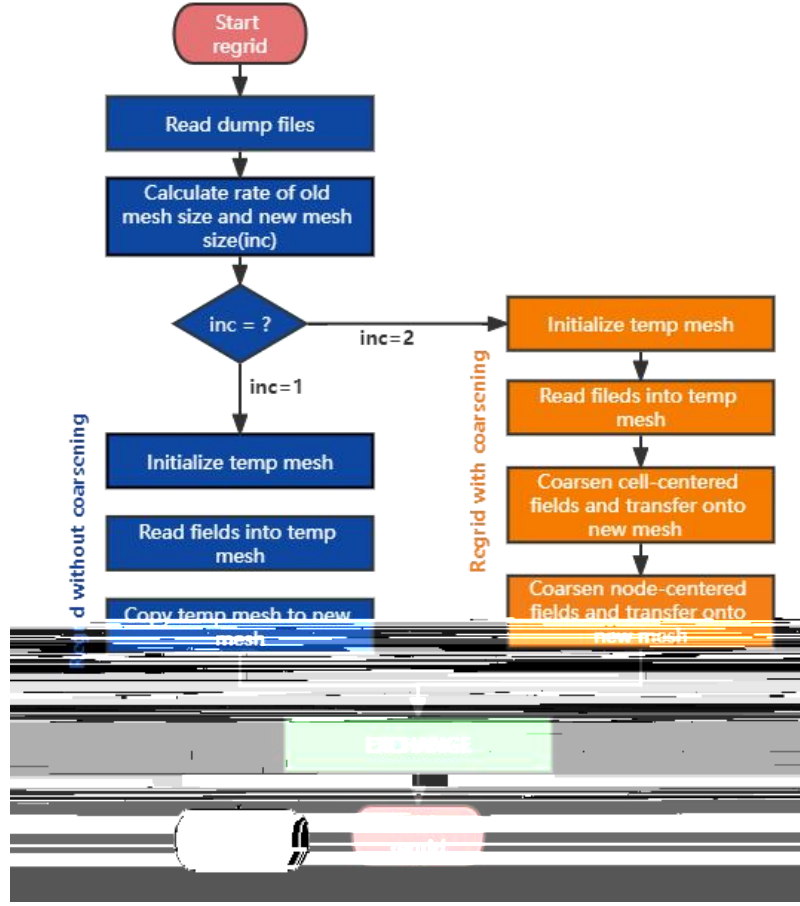 Start
regrid
Read dump files
Calculate rate of old
mesh size and new mesh
size(inc)
inc = ?
inc=2
inc=1
Initialize temp mesh
Read fields into temp
mesh
Copy temp mesh to new
mesh
Regrid without coarsening
Initialize temp mesh
Read fileds into temp
mesh
Coarsen cell-centered
fields and transfer onto
new mesh
Coarsen node-centered
fields and transfer onto
new mesh
Regrid with coarsening